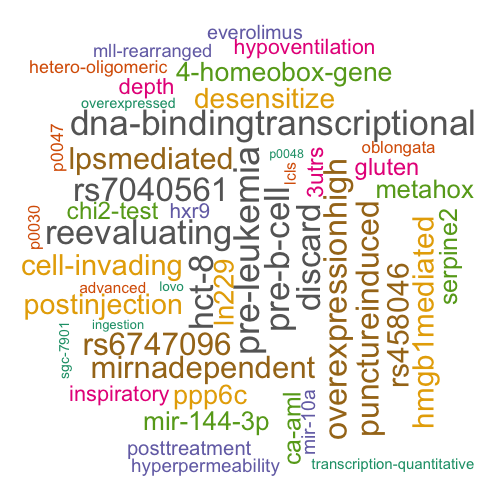 everolimus
mll-rearranged
hypoventilation
hetero-oligomeric
4-homeobox-gene
depth
desensitize
overexpressed
dna-bindingtranscriptional
p0047
lpsmediated
pre-leukemia
p0048
lcls
3utrs
oblongata
gluten
rs7040561
pre-b-cell
metahox
chi2-test
hxr9
p0030
reevaluating
discard
overexpressionhigh
punctureinduced
rs458046
hmgb1mediated
serpine2
cell-invading
hct-8
ln229
advanced
lovo
postinjection
ingestion
sgc-7901
rs6747096
mirnadependent
inspiratory
ppp6c
mir-144-3p
ca-aml
mir-10a
posttreatment
hyperpermeability
transcription-quantitative